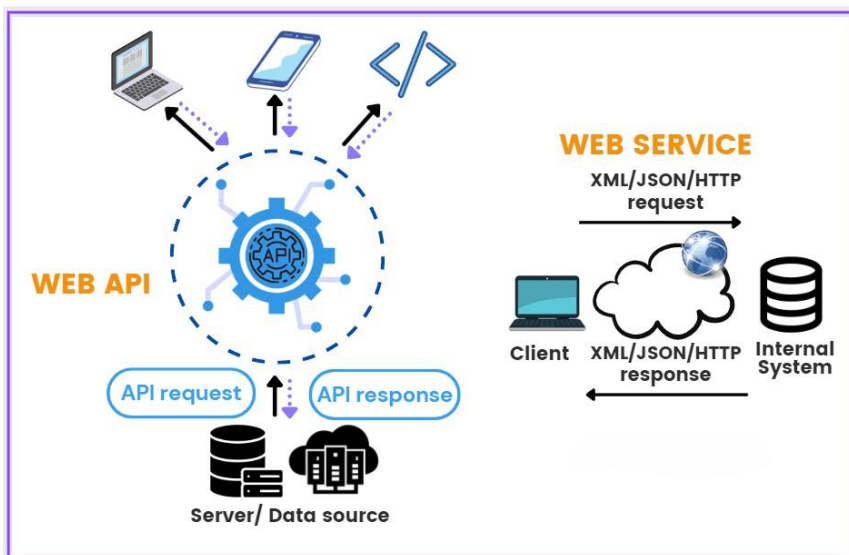 WEB API
API
API request
API response
Server/ Data source
WEB SERVICE
XML/JSON/HTTP
request
Client
XML/JSON/HTTP
response
Internal
System